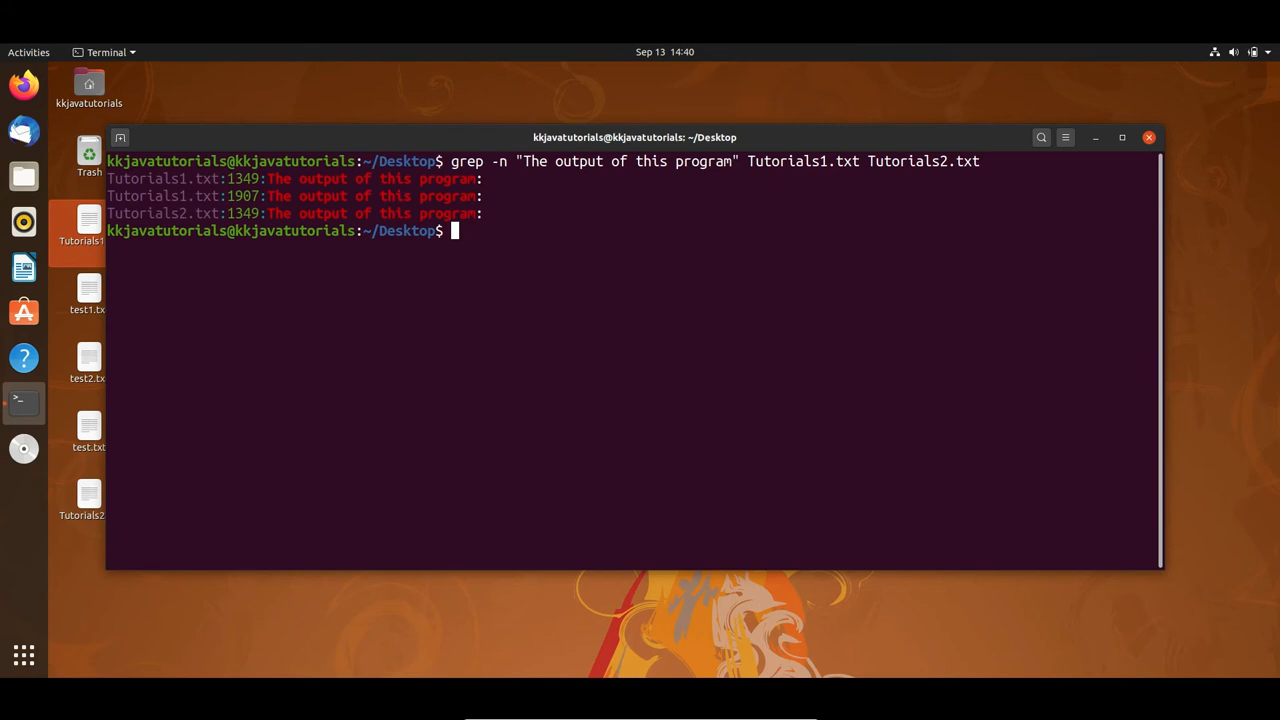 Activities
Terminal
Sep 13 14:40
kkjavatutorials
Trash
Tutorials1
test1.tx
test2.tx
test.txt
Tutorials2
kkjavatutorials@kkjavatutorials: ~/Desktop
kkjavatutorials@kkjavatutorials:~/Desktop$ grep -n "The output of this program" Tutorials1.txt Tutorials2.txt
Tutorials1.txt:1349:The output of this program:
Tutorials1.txt:1907:The output of this program:
Tutorials2.txt:1349:The output of this program:
kkjavatutorials@kkjavatutorials:~/Desktop$